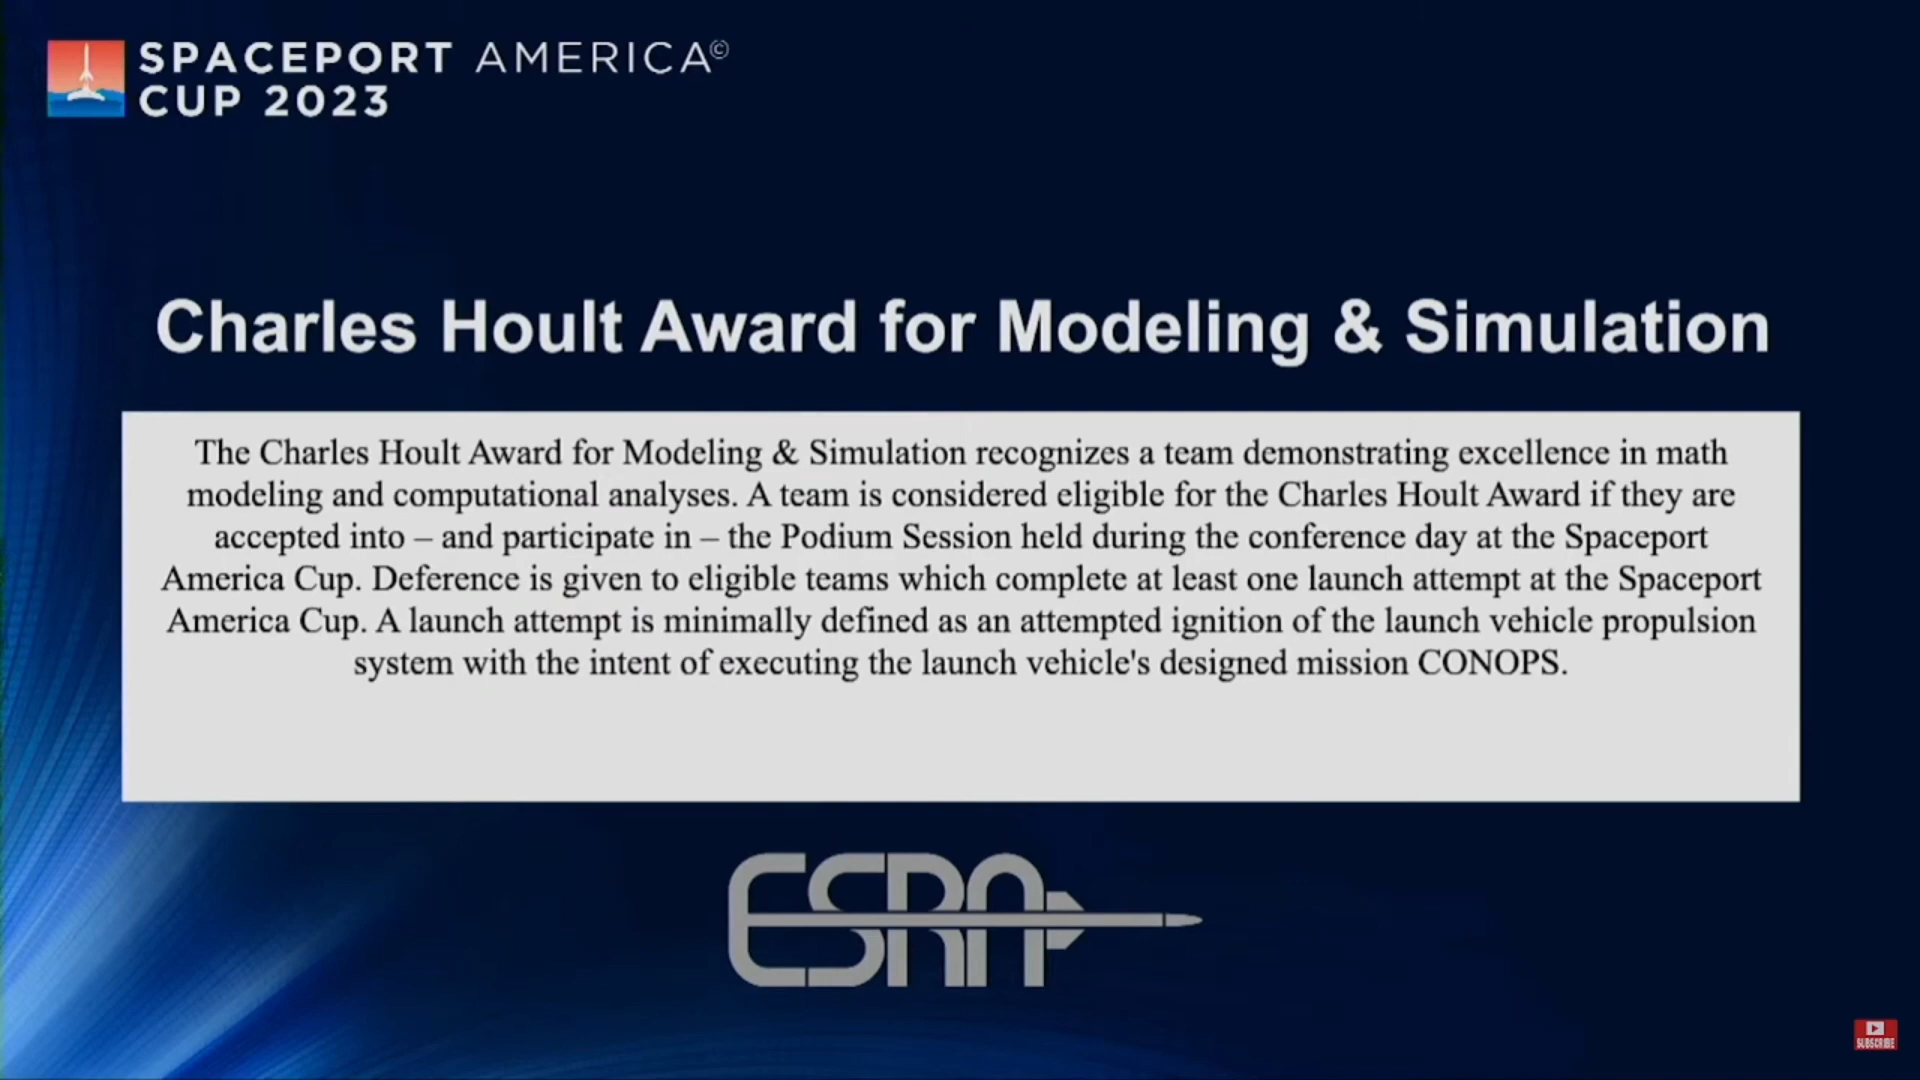 SPACEPORT AMERICA©
CUP 2023
Charles Hoult Award for Modeling & Simulation
The Charles Hoult Award for Modeling & Simulation recognizes a team demonstrating excellence in math
modeling and computational analyses. A team is considered eligible for the Charles Hoult Award if they are
accepted into – and participate in – the Podium Session held during the conference day at the Spaceport
America Cup. Deference is given to eligible teams which complete at least one launch attempt at the Spaceport
America Cup. A launch attempt is minimally defined as an attempted ignition of the launch vehicle propulsion
system with the intent of executing the launch vehicle's designed mission CONOPS.
ESRA
SUBSCRIBE